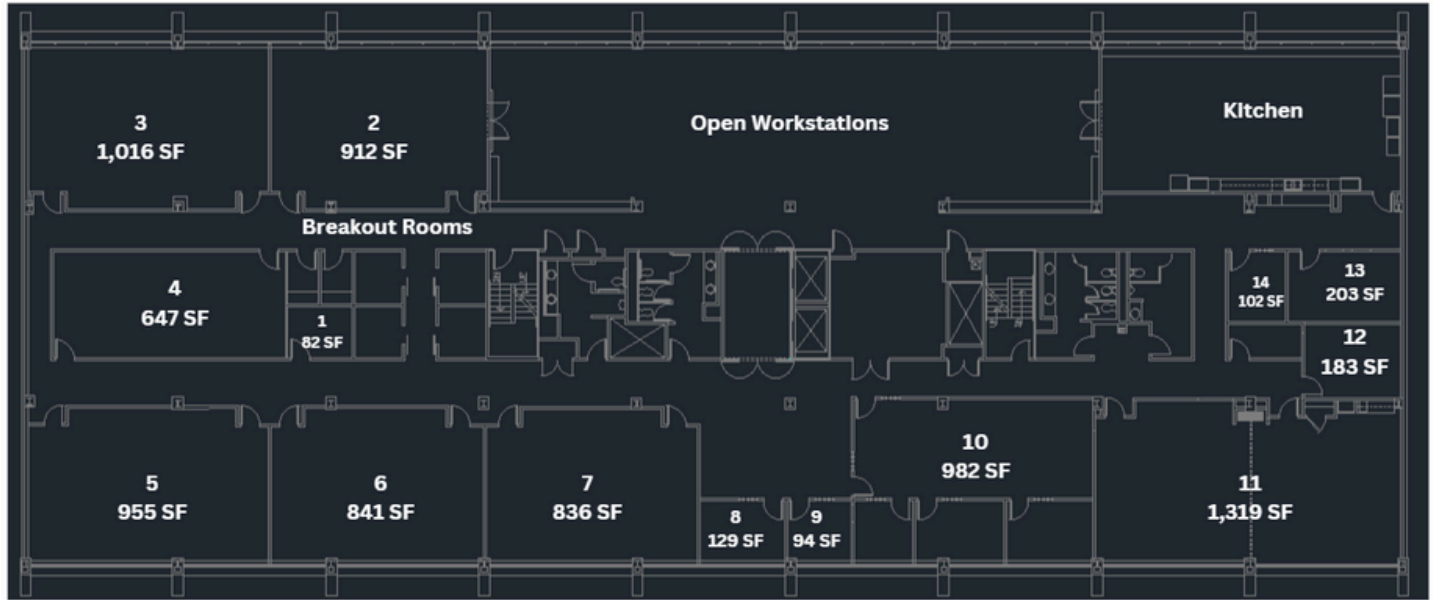 3
1,016 SF
2
912 SF
Open Workstations
Kitchen
Breakout Rooms
4
647 SF
1
82 SF
14
102 SF
13
203 SF
12
183 SF
5
955 SF
6
841 SF
7
836 SF
8
129 SF
9
94 SF
10
982 SF
11
1,319 SF